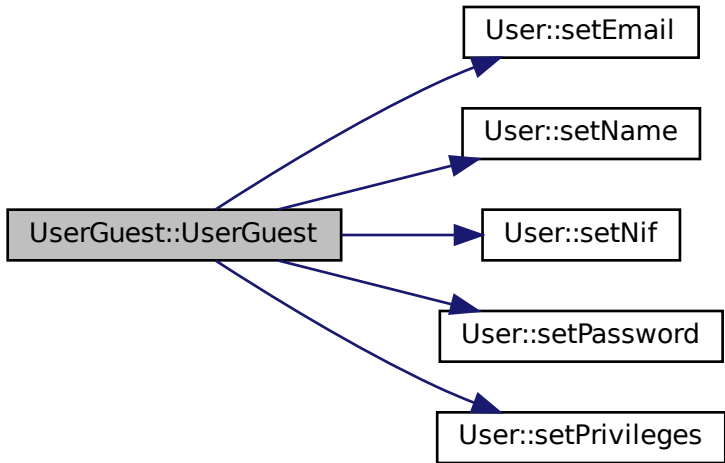 User::setEmail
User::setName
UserGuest::UserGuest
User::setNif
User::setPassword
User::setPrivileges